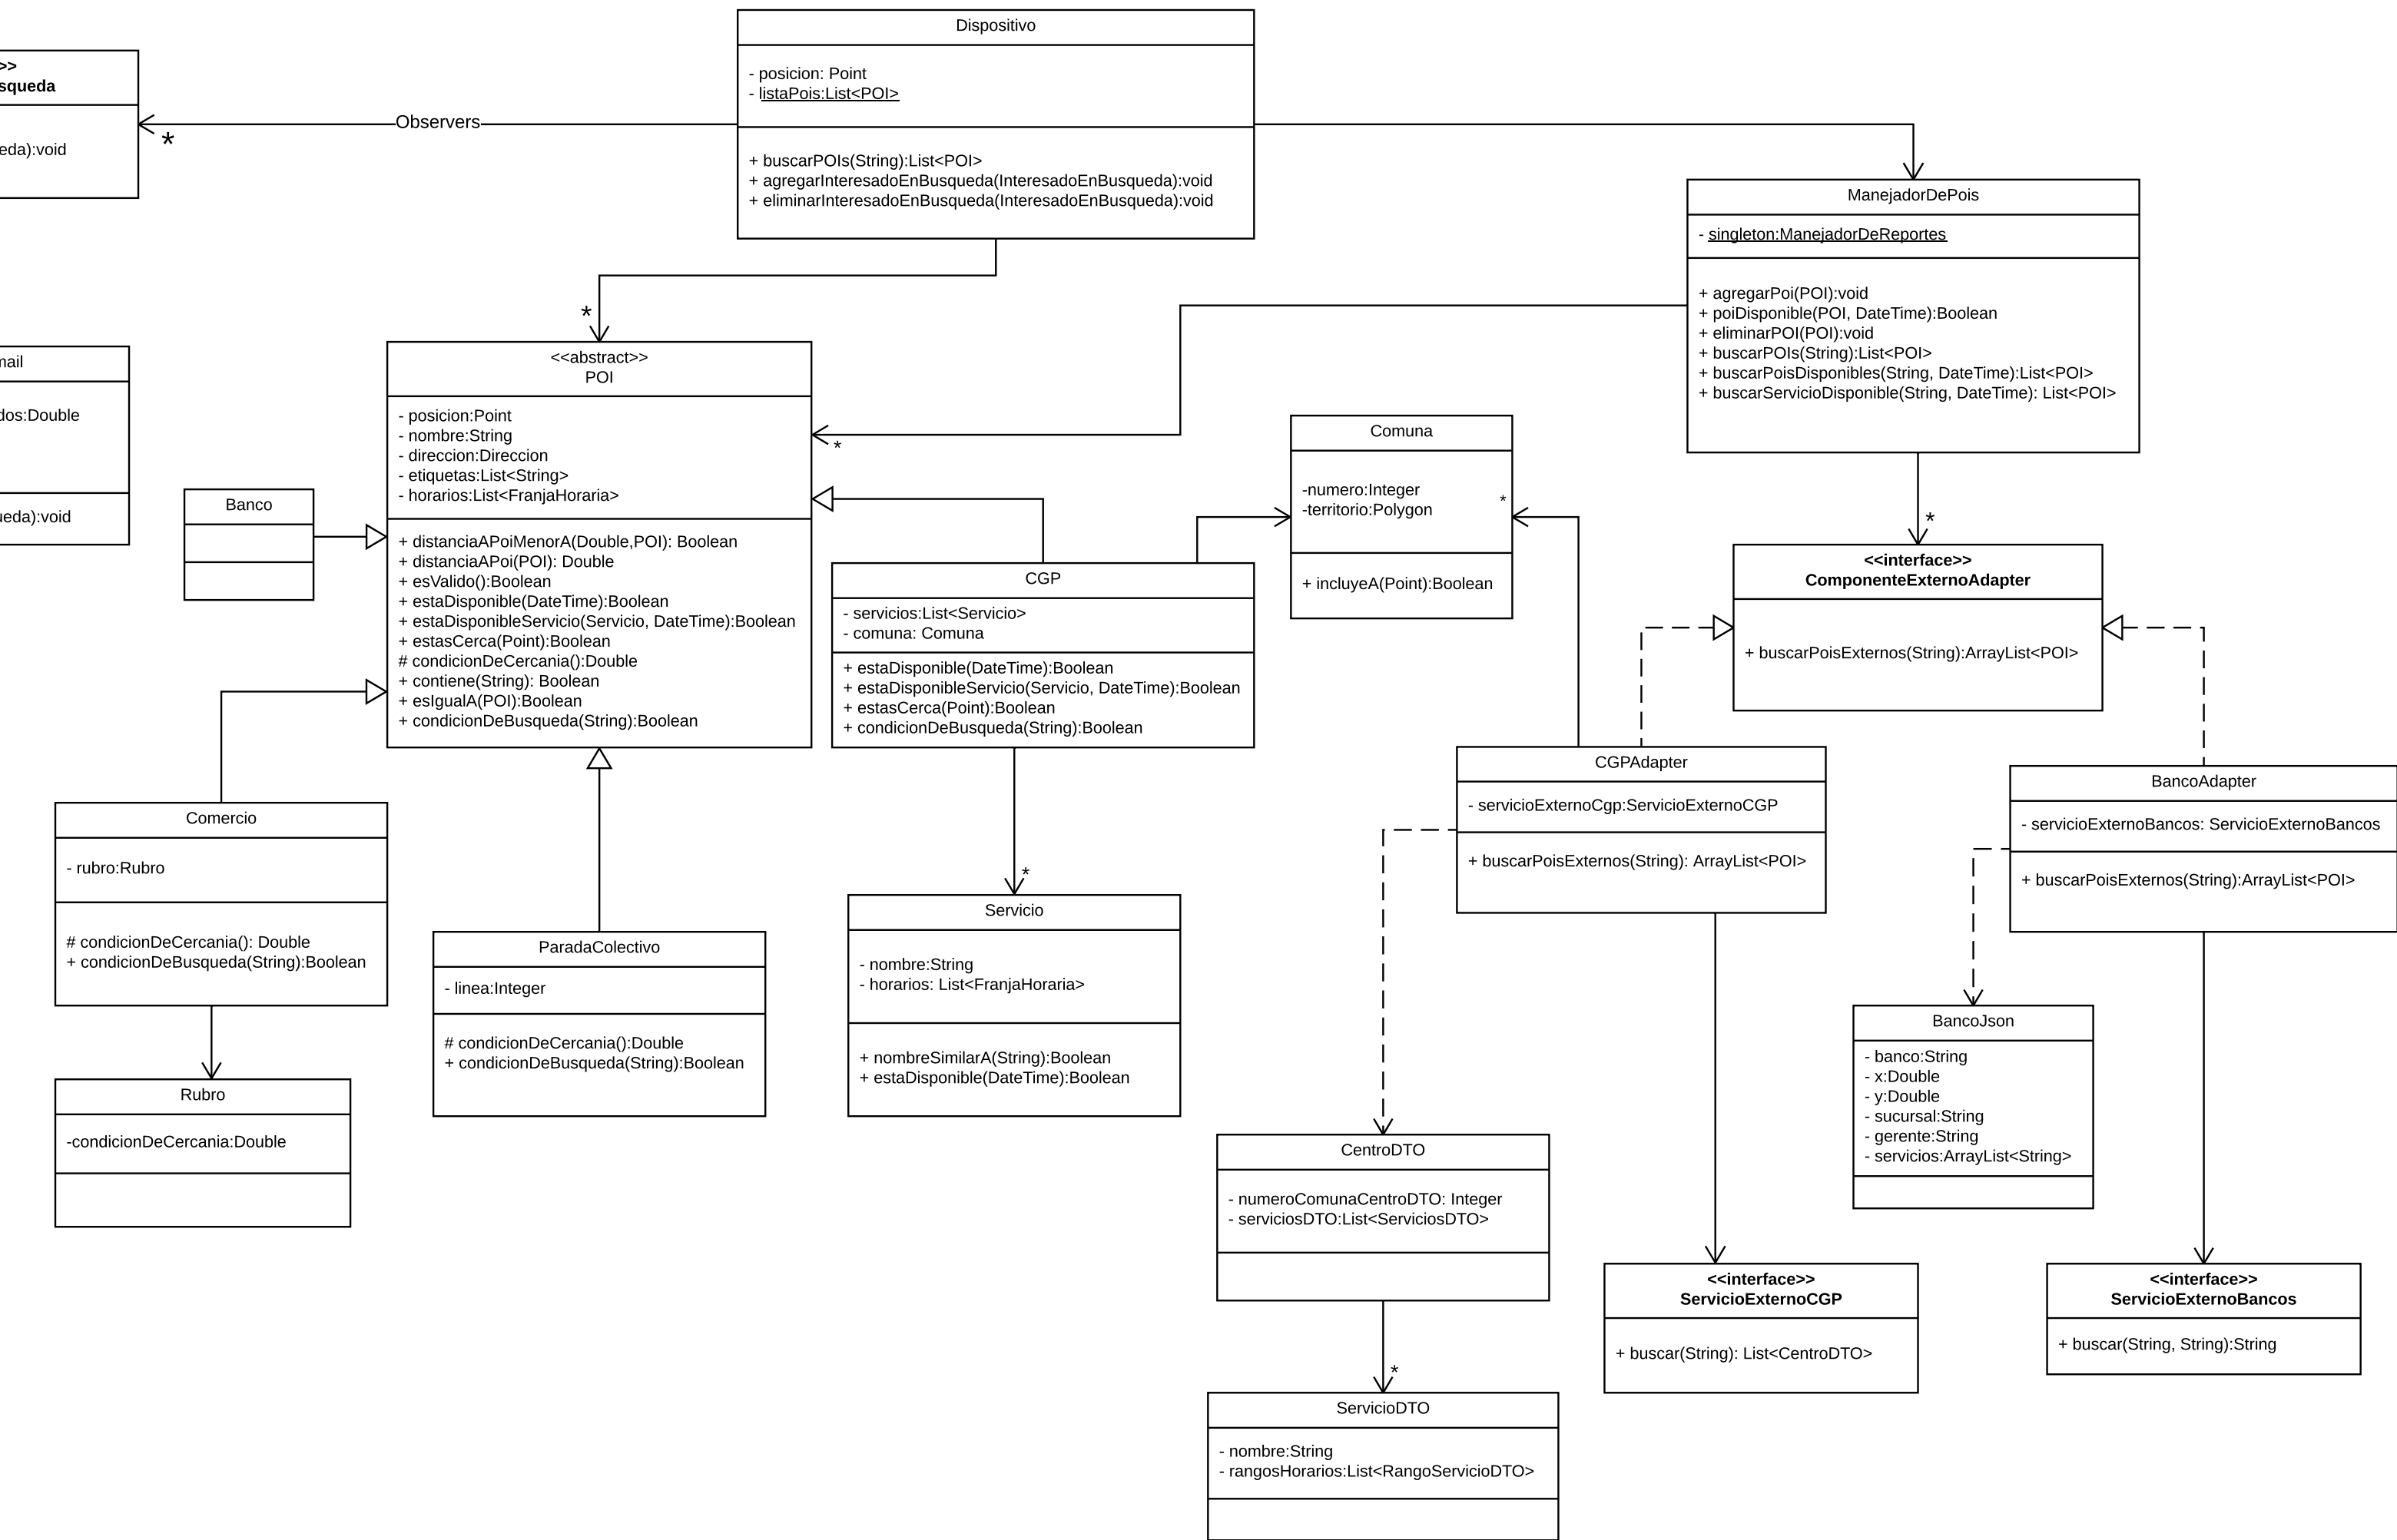 Dispositivo
- posicion: Point
- listaPois:List<POI>
+ buscarPOIs(String):List<POI>
+ agregarInteresadoEnBusqueda(InteresadoEnBusqueda):void
+ eliminarInteresadoEnBusqueda(InteresadoEnBusqueda):void
>>
squeda
eda):void
Observers
*
ManejadorDePois
- singleton:ManejadorDeReportes
+ agregarPoi(POI):void
+ poiDisponible(POI, DateTime):Boolean
+ eliminarPOI(POI):void
+ buscarPOIs(String):List<POI>
+ buscarPoisDisponibles(String, DateTime):List<POI>
+ buscarServicioDisponible(String, DateTime): List<POI>
*
<<abstract>>
POI
- posicion:Point
- nombre:String
- direccion:Direccion
- etiquetas:List<String>
- horarios:List<FranjaHoraria>
+ distanciaAPoiMenorA(Double,POI): Boolean
+ distanciaAPoi(POI): Double
+ esValido():Boolean
+ estaDisponible(DateTime):Boolean
+ estaDisponibleServicio(Servicio, DateTime):Boolean
+ estasCerca(Point):Boolean
# condicionDeCercania():Double
+ contiene(String): Boolean
+ esIgualA(POI):Boolean
+ condicionDeBusqueda(String):Boolean
*
mail
dos:Double
ueda):void
Banco
Comuna
-numero:Integer
-territorio:Polygon
*
+ incluyeA(Point):Boolean
*
<<interface>>
ComponenteExternoAdapter
+ buscarPoisExternos(String):ArrayList<POI>
CGP
- servicios:List<Servicio>
- comuna: Comuna
+ estaDisponible(DateTime):Boolean
+ estaDisponibleServicio(Servicio, DateTime):Boolean
+ estasCerca(Point):Boolean
+ condicionDeBusqueda(String):Boolean
CGPAdapter
- servicioExternoCgp:ServicioExternoCGP
+ buscarPoisExternos(String): ArrayList<POI>
BancoAdapter
- servicioExternoBancos: ServicioExternoBancos
+ buscarPoisExternos(String):ArrayList<POI>
Comercio
- rubro:Rubro
# condicionDeCercania(): Double
+ condicionDeBusqueda(String):Boolean
ParadaColectivo
- linea:Integer
# condicionDeCercania():Double
+ condicionDeBusqueda(String):Boolean
*
Servicio
- nombre:String
- horarios: List<FranjaHoraria>
+ nombreSimilarA(String):Boolean
+ estaDisponible(DateTime):Boolean
Rubro
-condicionDeCercania:Double
BancoJson
- banco:String
- x:Double
- y:Double
- sucursal:String
- gerente:String
- servicios:ArrayList<String>
CentroDTO
- numeroComunaCentroDTO: Integer
- serviciosDTO:List<ServiciosDTO>
<<interface>>
ServicioExternoCGP
+ buscar(String): List<CentroDTO>
<<interface>>
ServicioExternoBancos
+ buscar(String, String):String
*
ServicioDTO
- nombre:String
- rangosHorarios:List<RangoServicioDTO>